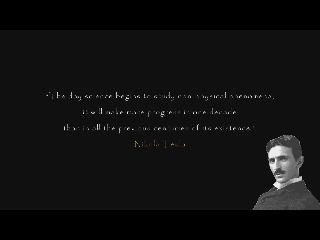 "The day science begins to study non-physical phenomena,
it will make more progress in one decade
than in all the previous centuries of its existence."
Nikola Tesla